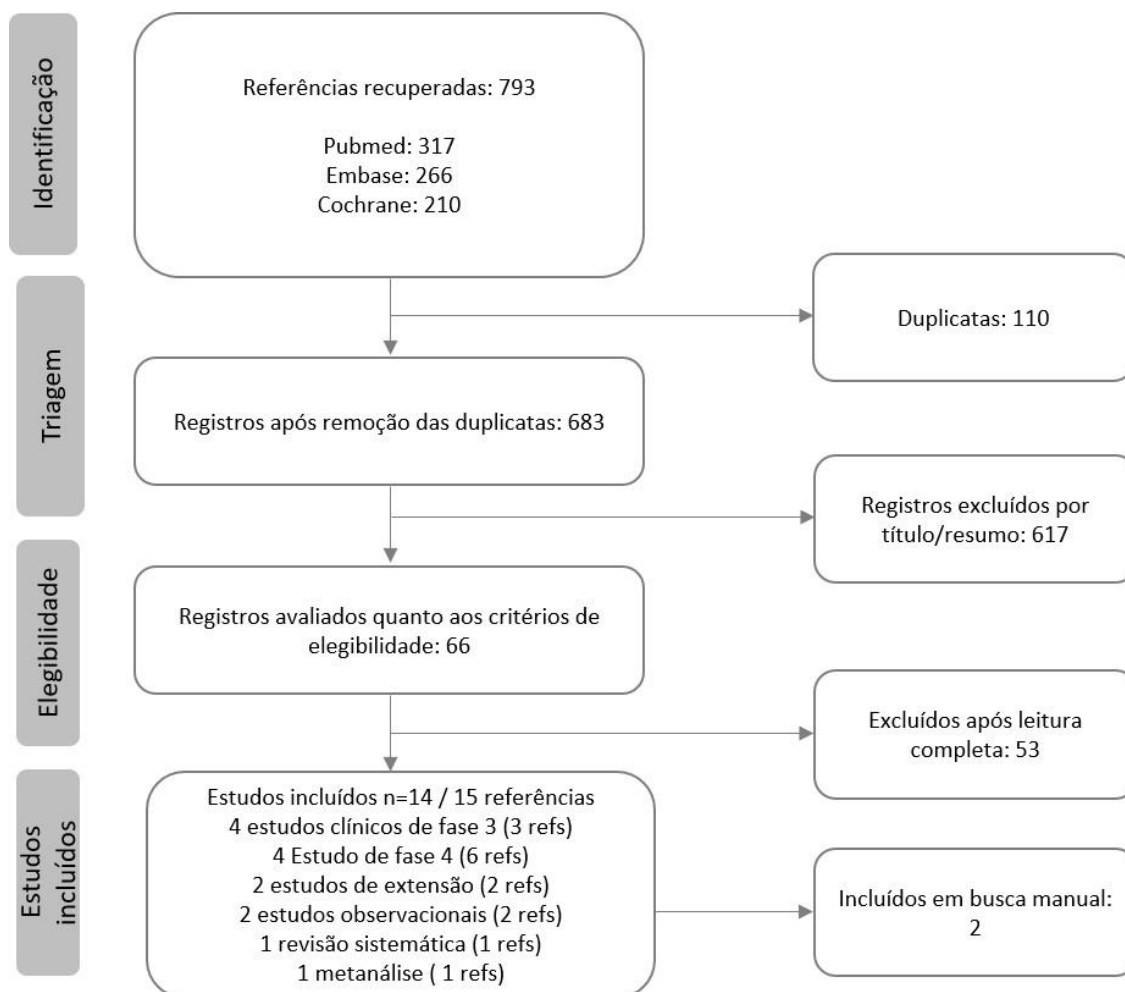 Identificação
Referências recuperadas: 793
Pubmed: 317
Embase: 266
Cochrane: 210
Duplicatas: 110
Triagem
Registros após remoção das duplicatas: 683
Registros excluídos por
título/resumo: 617
Elegibilidade
Registros avaliados quanto aos critérios de
elegibilidade: 66
Excluídos após leitura
completa: 53
Estudos
incluídos
Estudos incluídos n=14 / 15 referências
4 estudos clínicos de fase 3 (3 refs)
4 Estudo de fase 4 (6 refs)
2 estudos de extensão (2 refs)
2 estudos observacionais (2 refs)
1 revisão sistemática (1 refs)
1 metanálise ( 1 refs)
Incluídos em busca manual:
2